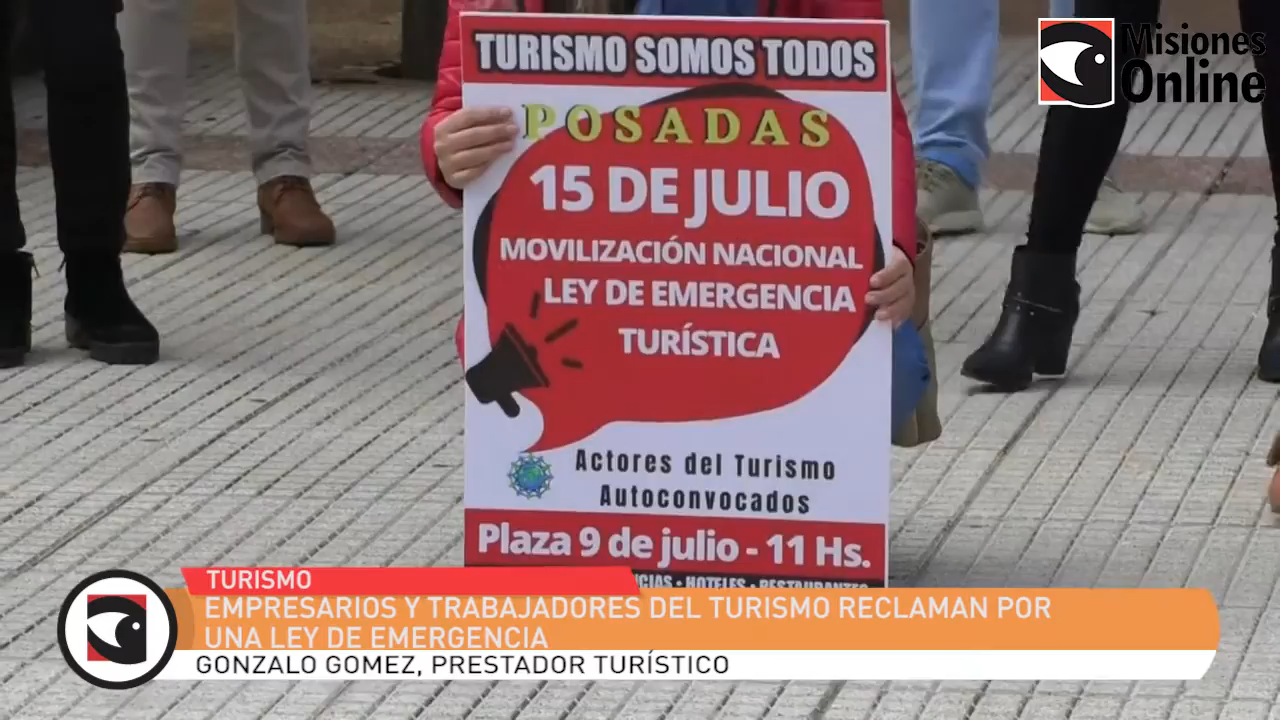 Misiones
Online
TURISMO SOMOS TODOS
POSADAS
15 DE JULIO
MOVILIZACIÓN NACIONAL
LEY DE EMERGENCIA
TURÍSTICA
Actores del Turismo
Autoconvocados
Plaza 9 de julio - 11 Hs.
HOTELES • RESTAURANTES
TURISMO
EMPRESARIOS Y TRABAJADORES DEL TURISMO RECLAMAN POR
UNA LEY DE EMERGENCIA
GONZALO GOMEZ, PRESTADOR TURÍSTICO